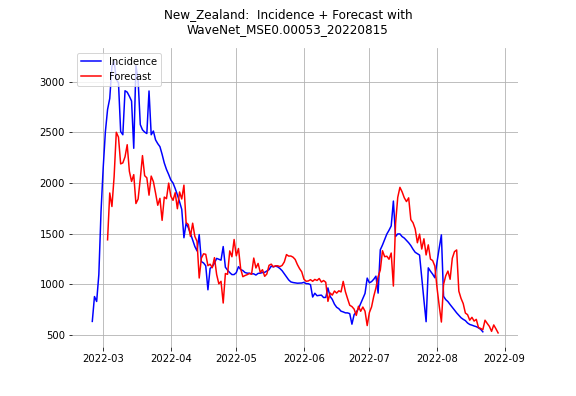 New_Zealand:  Incidence + Forecast with
WaveNet_MSE0.00053_20220815
Incidence
Forecast
3000
2500
2000
1500
1000
500
2022-03 2022-04 2022-05 2022-06 2022-07 2022-08 2022-09